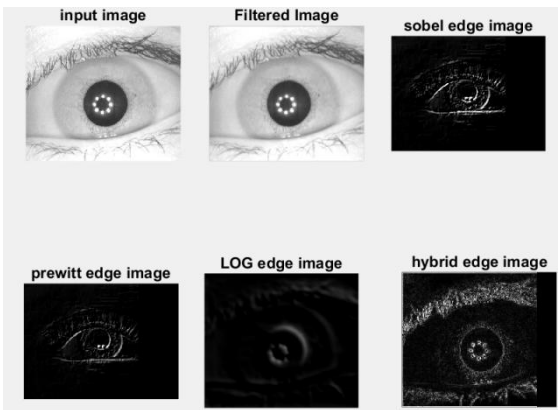 input image
Filtered Image
sobel edge image
prewitt edge image
LOG edge image
hybrid edge image